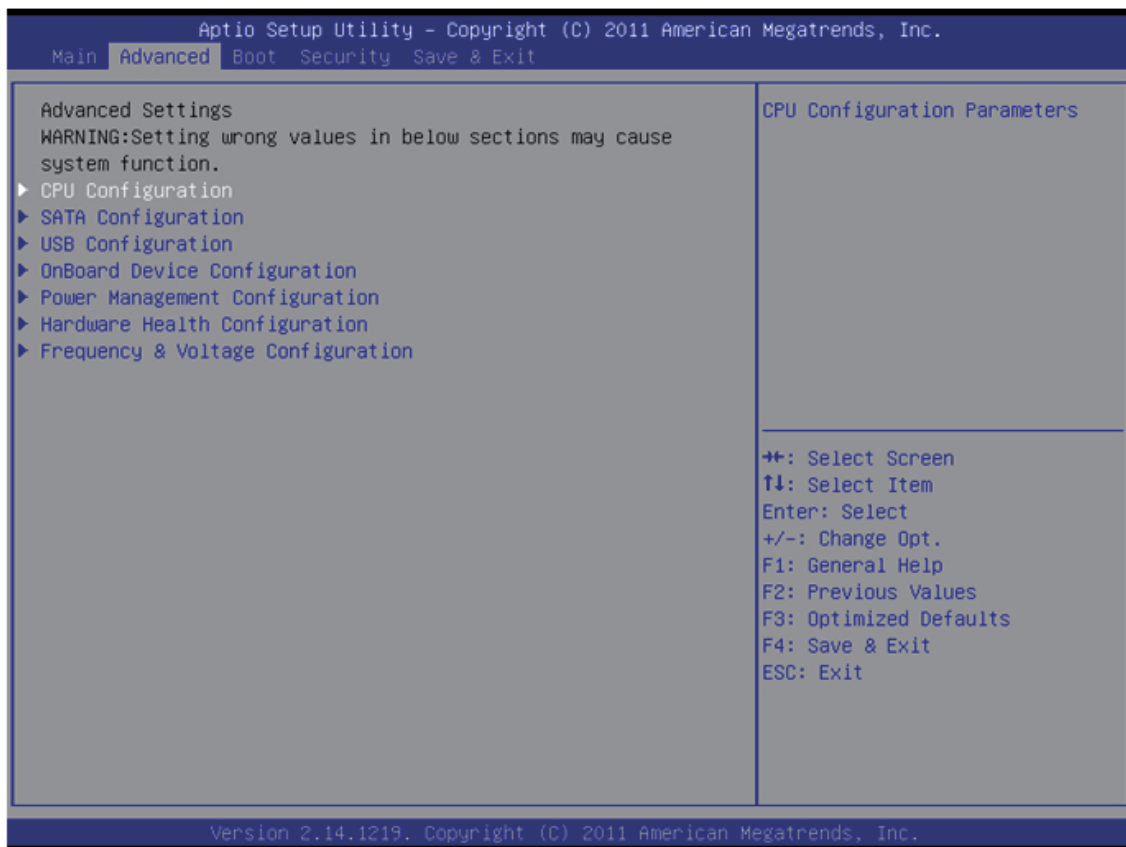 Aptio Setup Utility - Copyright (C) 2011 American Megatrends, Inc.
Main Advanced Boot Security Save & Exit
Advanced Settings
WARNING:Setting wrong values in below sections may cause
system function.
CPU Configuration
SATA Configuration
USB Configuration
OnBoard Device Configuration
Power Management Configuration
Hardware Health Configuration
Frequency & Voltage Configuration
CPU Configuration Parameters
→←: Select Screen
↑↓: Select Item
Enter: Select
+/-: Change Opt.
F1: General Help
F2: Previous Values
F3: Optimized Defaults
F4: Save & Exit
ESC: Exit
Version 2.14.1219. Copyright (C) 2011 American Megatrends, Inc.